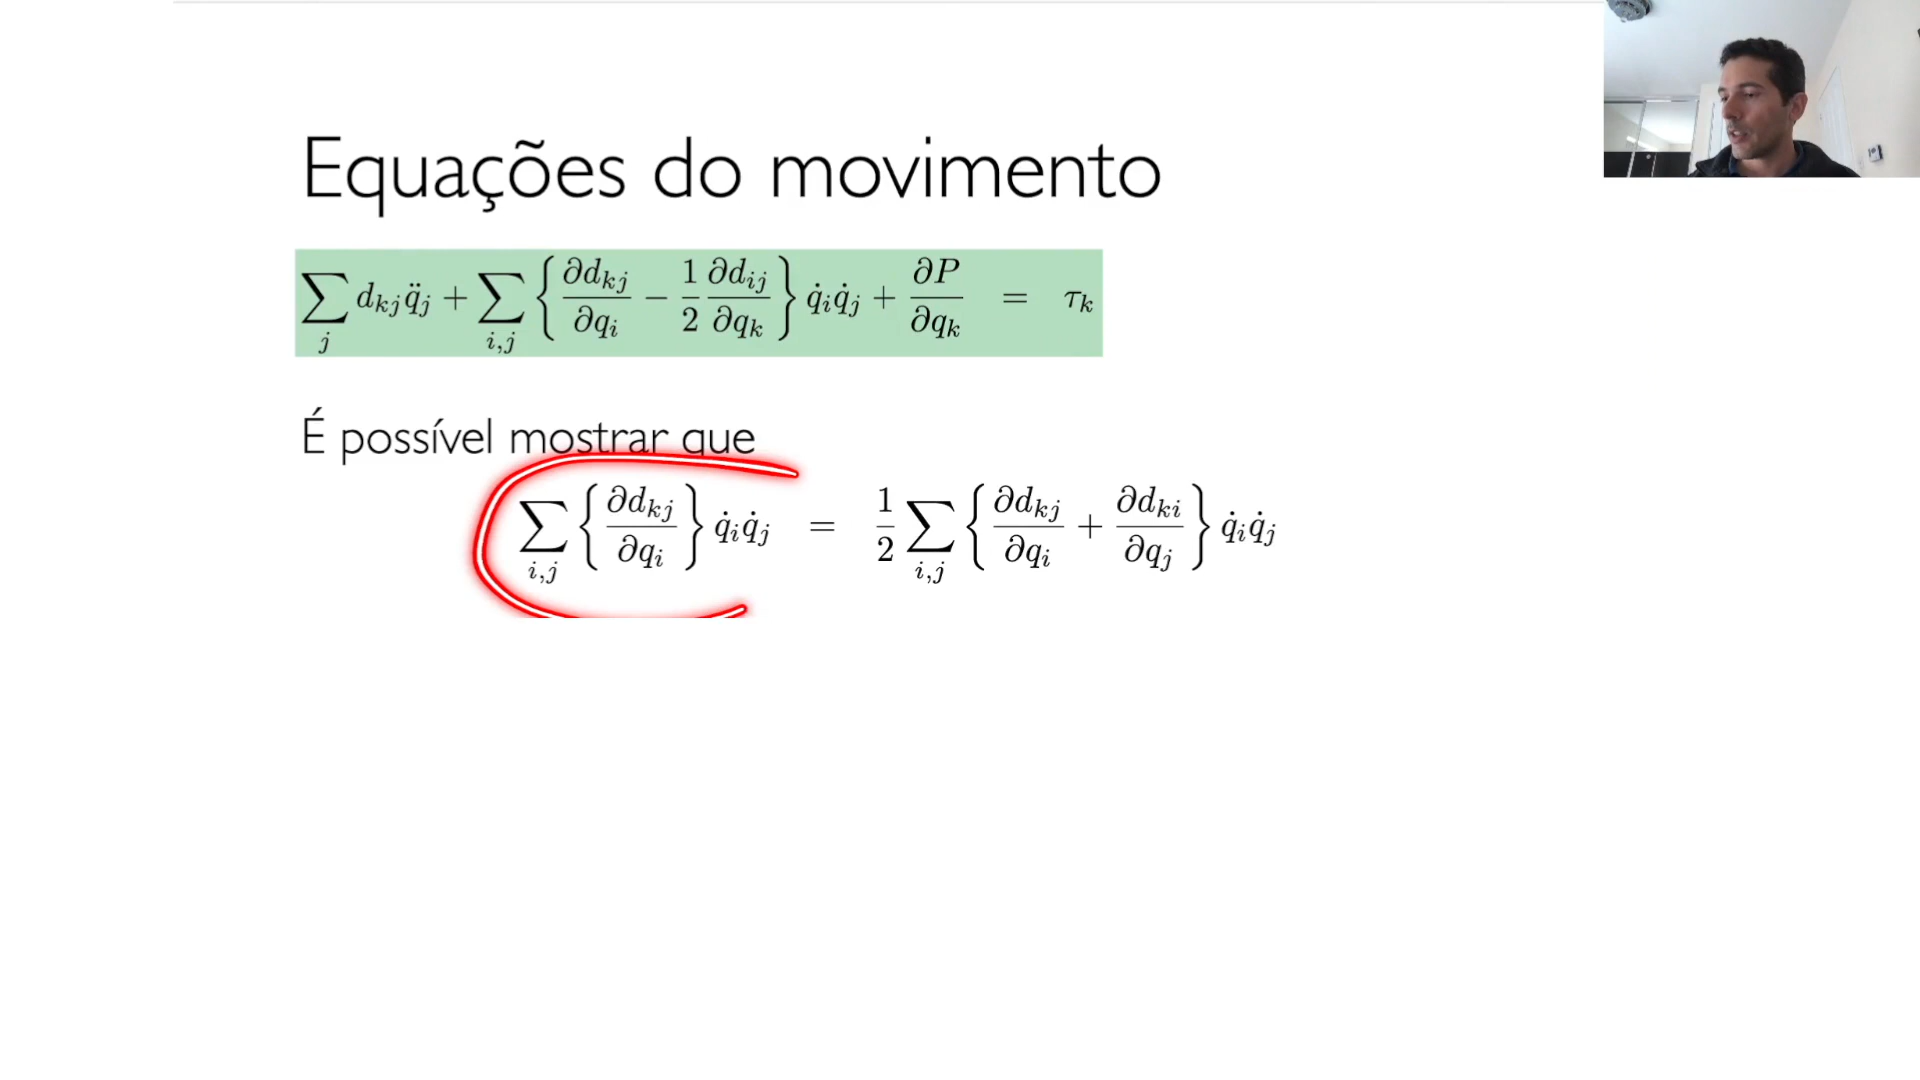 Equações do movimento
$\sum_{j} d_{kj}\ddot{q}_j + \sum_{i,j} \left\{ \frac{\partial d_{kj}}{\partial q_i} - \frac{1}{2} \frac{\partial d_{ij}}{\partial q_k} \right\} \dot{q}_i \dot{q}_j + \frac{\partial P}{\partial q_k} = \tau_k$
É possível mostrar que
$\sum_{i,j} \left\{ \frac{\partial d_{kj}}{\partial q_i} \right\} \dot{q}_i \dot{q}_j = \frac{1}{2} \sum_{i,j} \left\{ \frac{\partial d_{kj}}{\partial q_i} + \frac{\partial d_{ki}}{\partial q_j} \right\} \dot{q}_i \dot{q}_j$